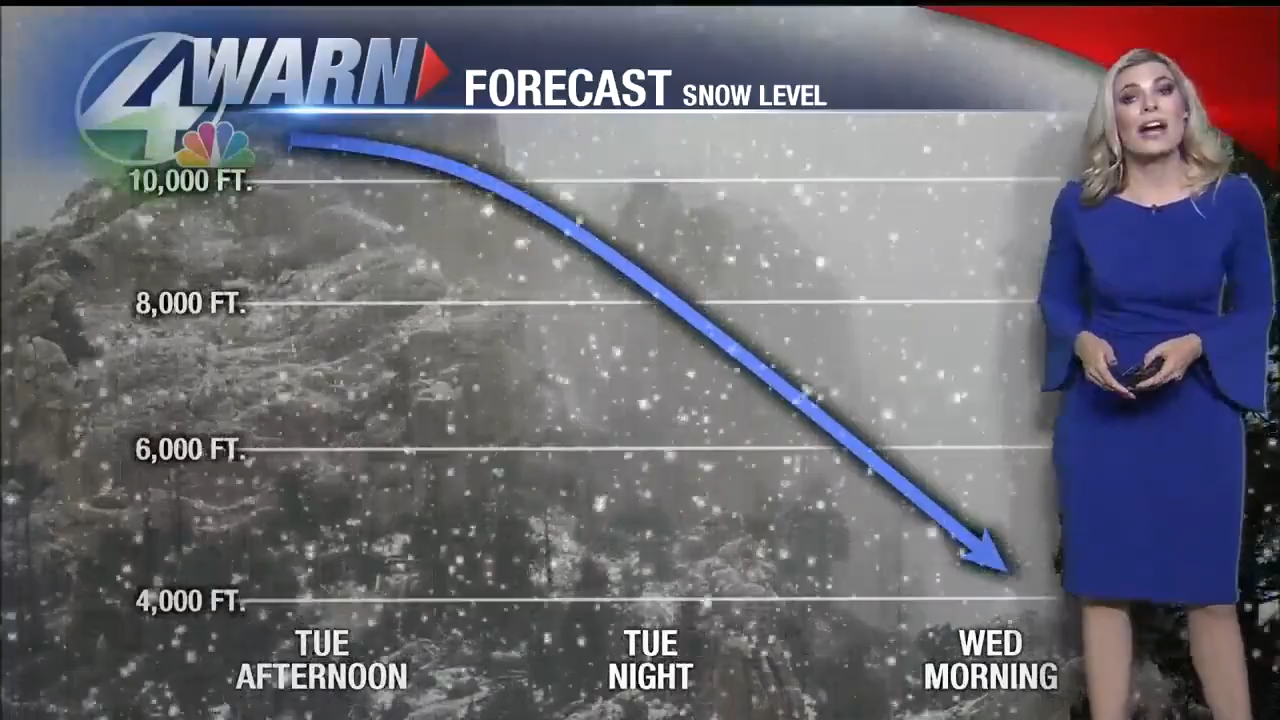 4WARN FORECAST SNOW LEVEL
10,000 FT.
8,000 FT.
6,000 FT.
4,000 FT.
TUE AFTERNOON
TUE NIGHT
WED MORNING